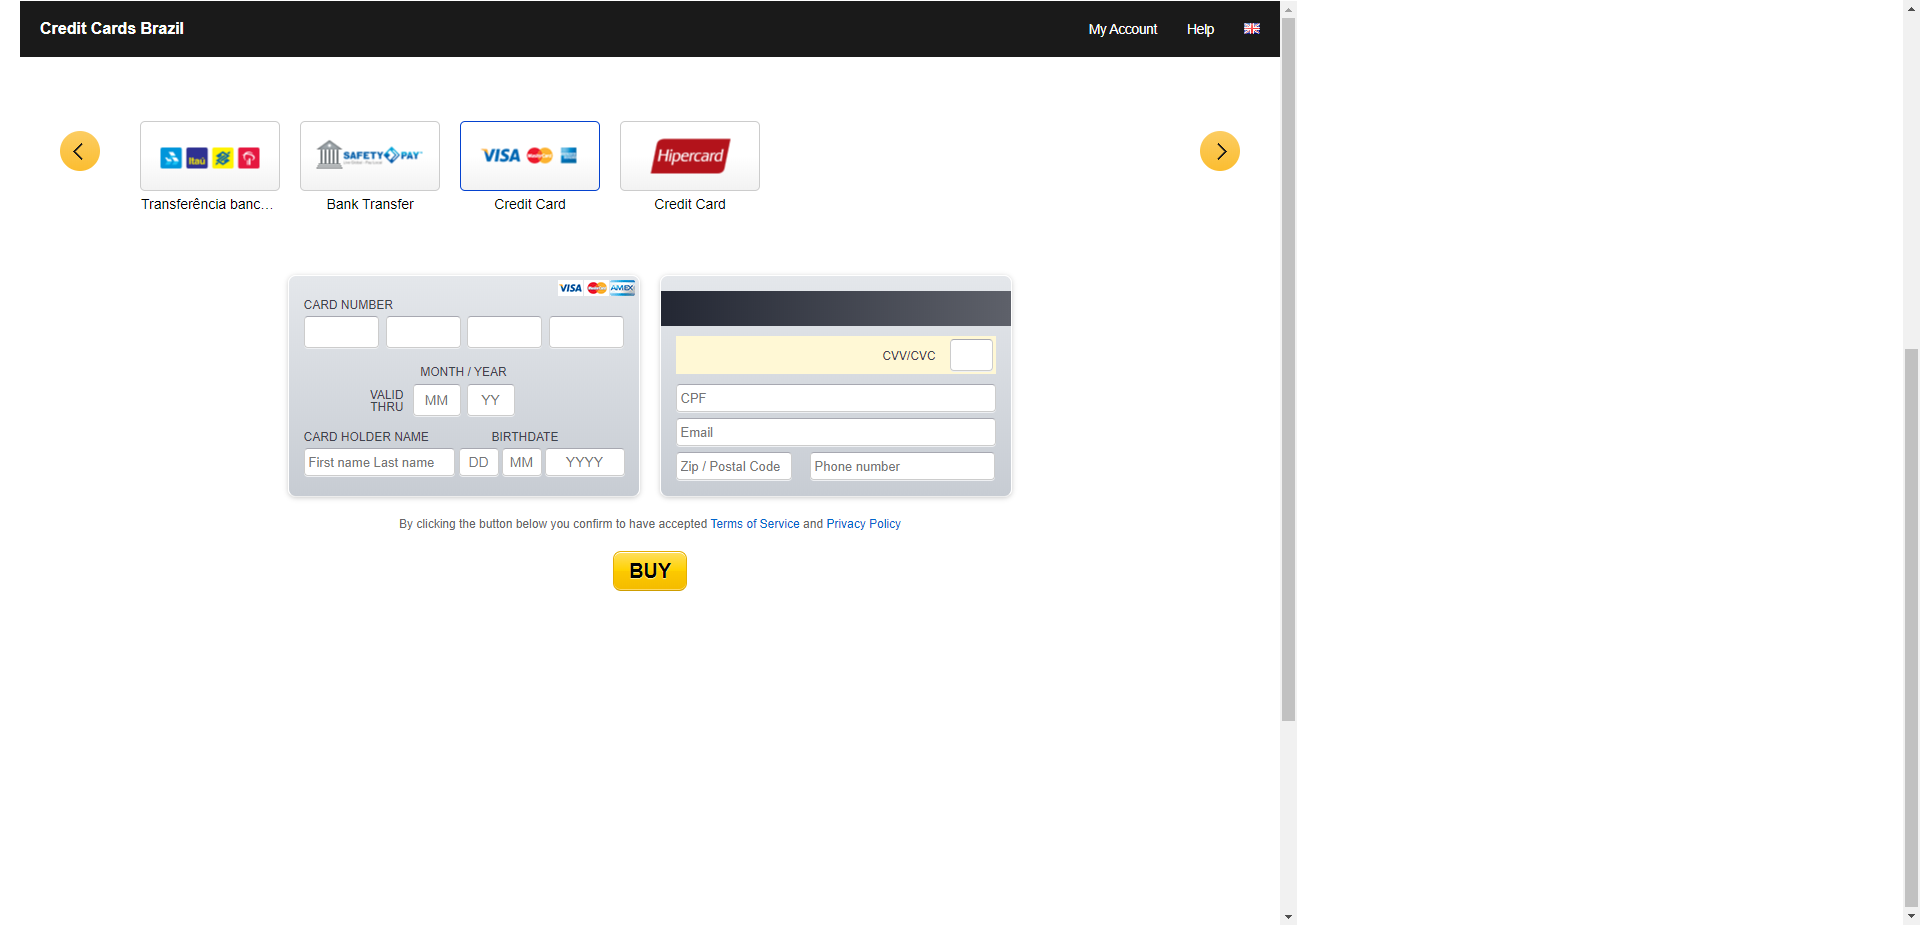 Credit Cards Brazil
My Account Help
Itaú
SAFETY PAY
VISA MasterCard
Hipercard
Transferência banc...
Bank Transfer
Credit Card
Credit Card
VISA MasterCard AMEX
CARD NUMBER
MONTH / YEAR
VALID
THRU
MM YY
CARD HOLDER NAME BIRTHDATE
First name Last name DD MM YYYY
CVV/CVC
CPF
Email
Zip / Postal Code Phone number
By clicking the button below you confirm to have accepted Terms of Service and Privacy Policy
BUY